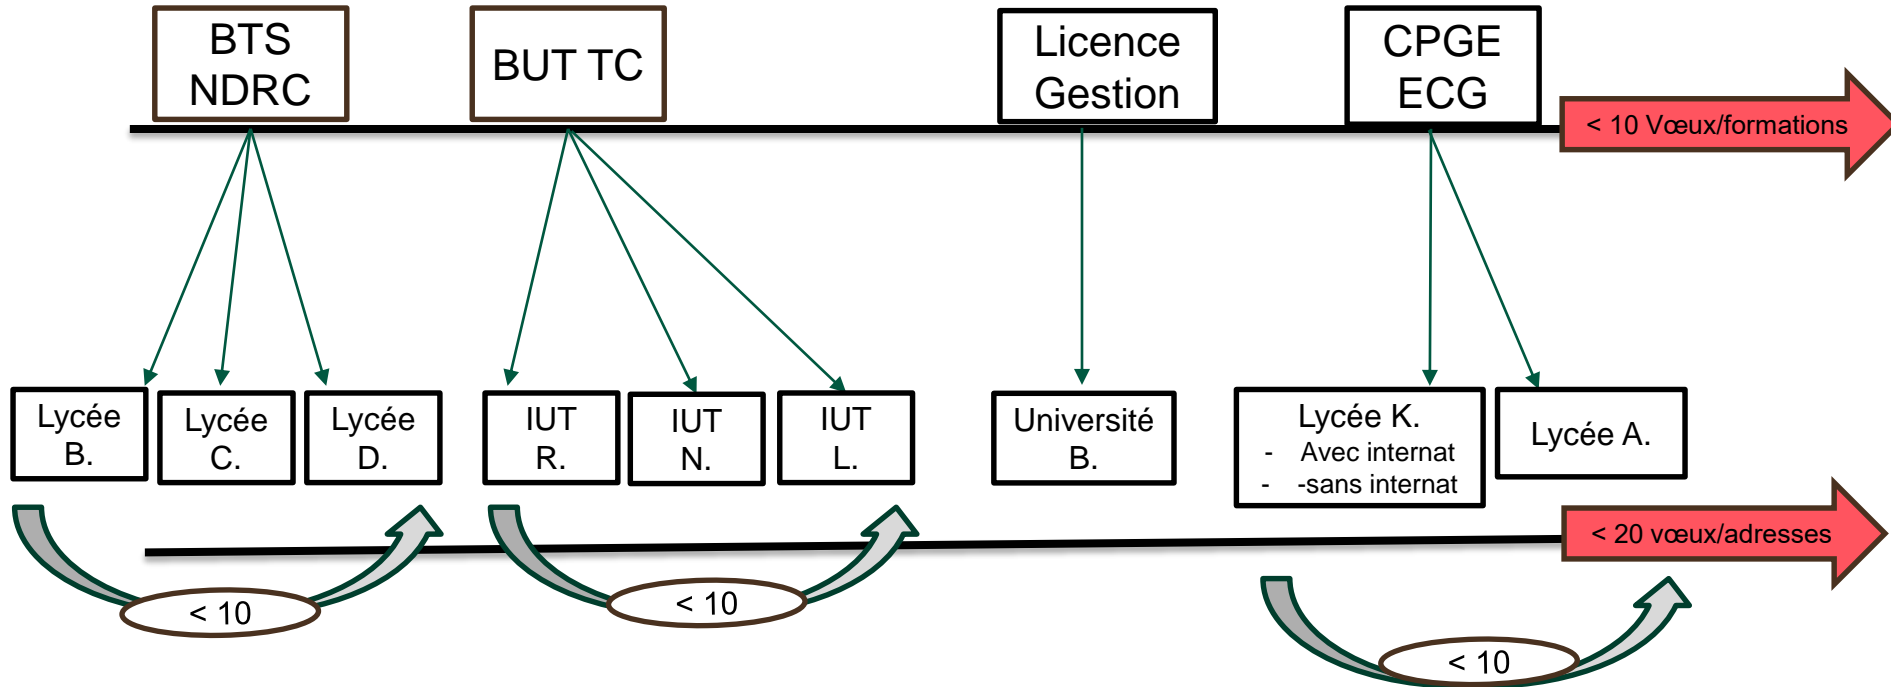 BTS
NDRC
BUT TC
Licence
Gestion
CPGE
ECG
< 10 Vœux/formations
Lycée
B.
Lycée
C.
Lycée
D.
IUT
R.
IUT
N.
IUT
L.
Université
B.
Lycée K.
- Avec internat
- -sans internat
Lycée A.
< 20 vœux/adresses
< 10
< 10
< 10